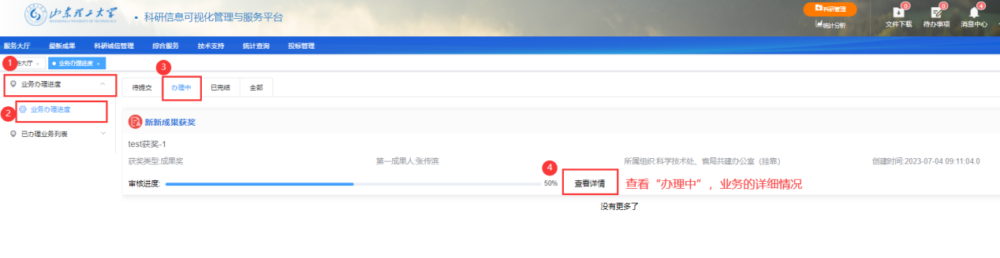 山东理工大学 · 科研信息可视化管理与服务平台
SHANDONG UNIVERSITY OF TECHNOLOGY
科研管理
统计分析
0 0 4
文件下载 待办事项 消息中心
服务大厅 最新成果 科研诚信管理 综合服务 技术支持 统计查询 投标管理
1 务大厅 × 业务办理进度 ×
3
业务办理进度
待提交 办理中 已完结 全部
2 业务办理进度
新新成果获奖
已办理业务列表
test获奖-1
获奖类型:成果奖 第一成果人:张传滨 所属组织:科学技术处、省局共建办公室（挂靠） 创建时间:2023-07-04 09:11:04.0
4
审核进度: 50% 查看详情 查看“办理中”，业务的详细情况
没有更多了